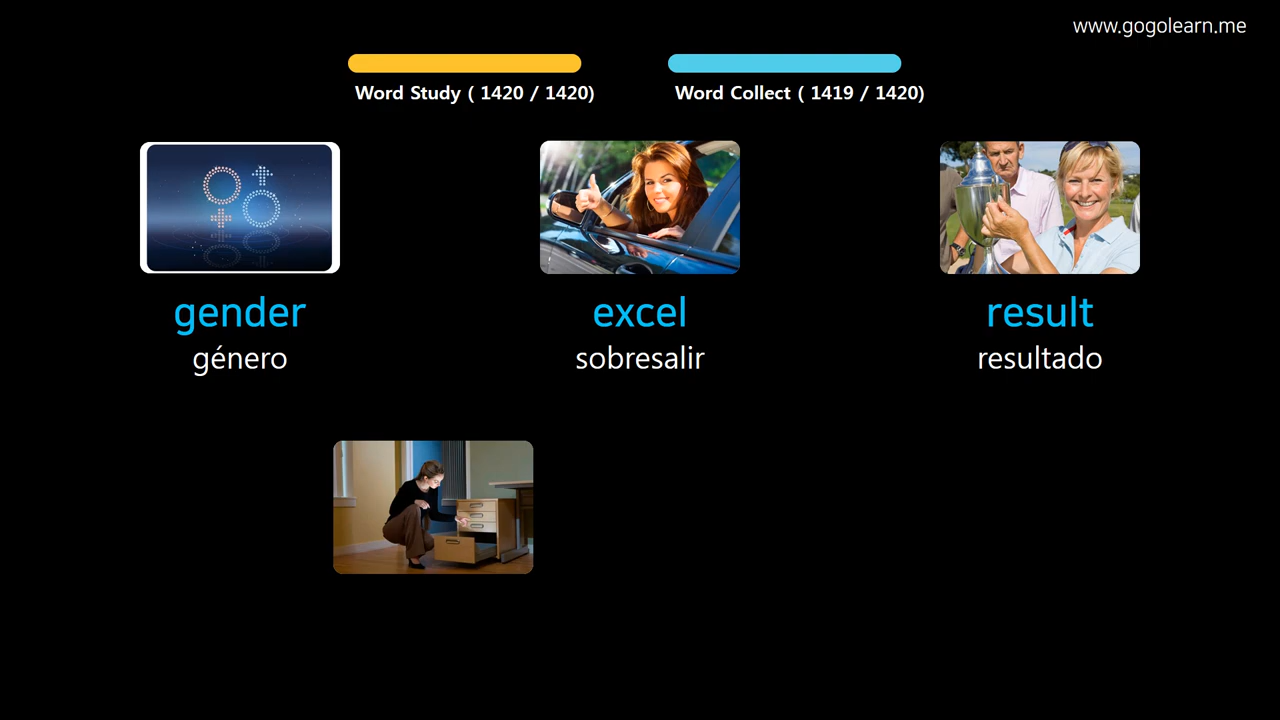 www.gogolearn.me
Word Study ( 1420 / 1420)
Word Collect ( 1419 / 1420)
gender
género
excel
sobresalir
result
resultado